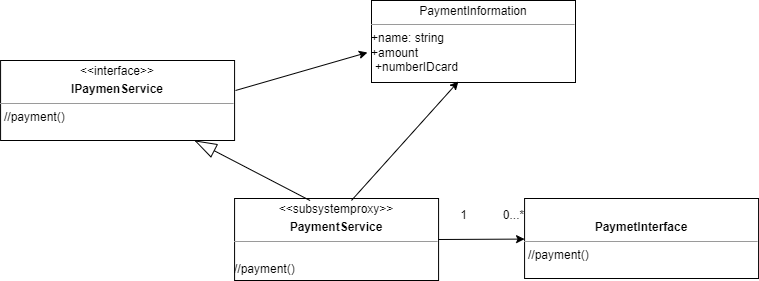 PaymentInformation
+name: string
+amount
+numberIDcard
<<interface>>
IPaymenService
//payment()
<<subsystemproxy>>
PaymentService
//payment()
1
0...*
PaymetInterface
//payment()